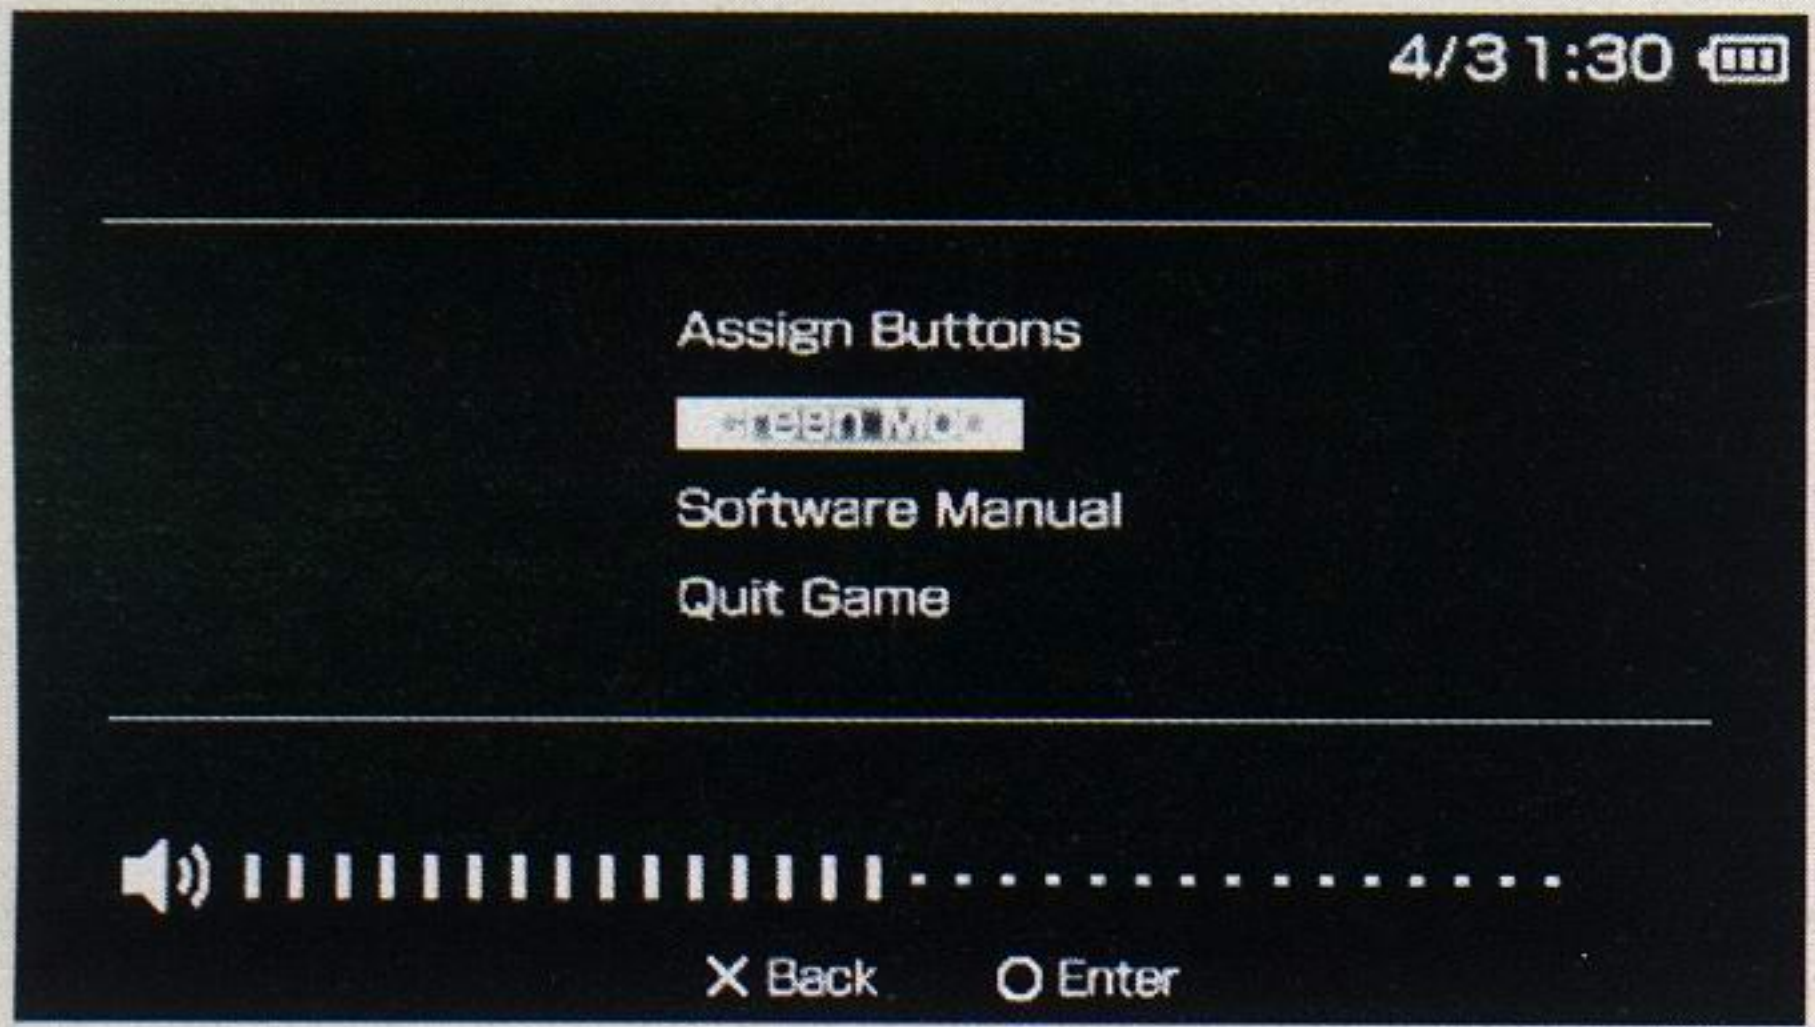 4/3 1:30
Assign Buttons
Software Manual
Quit Game
X Back O Enter